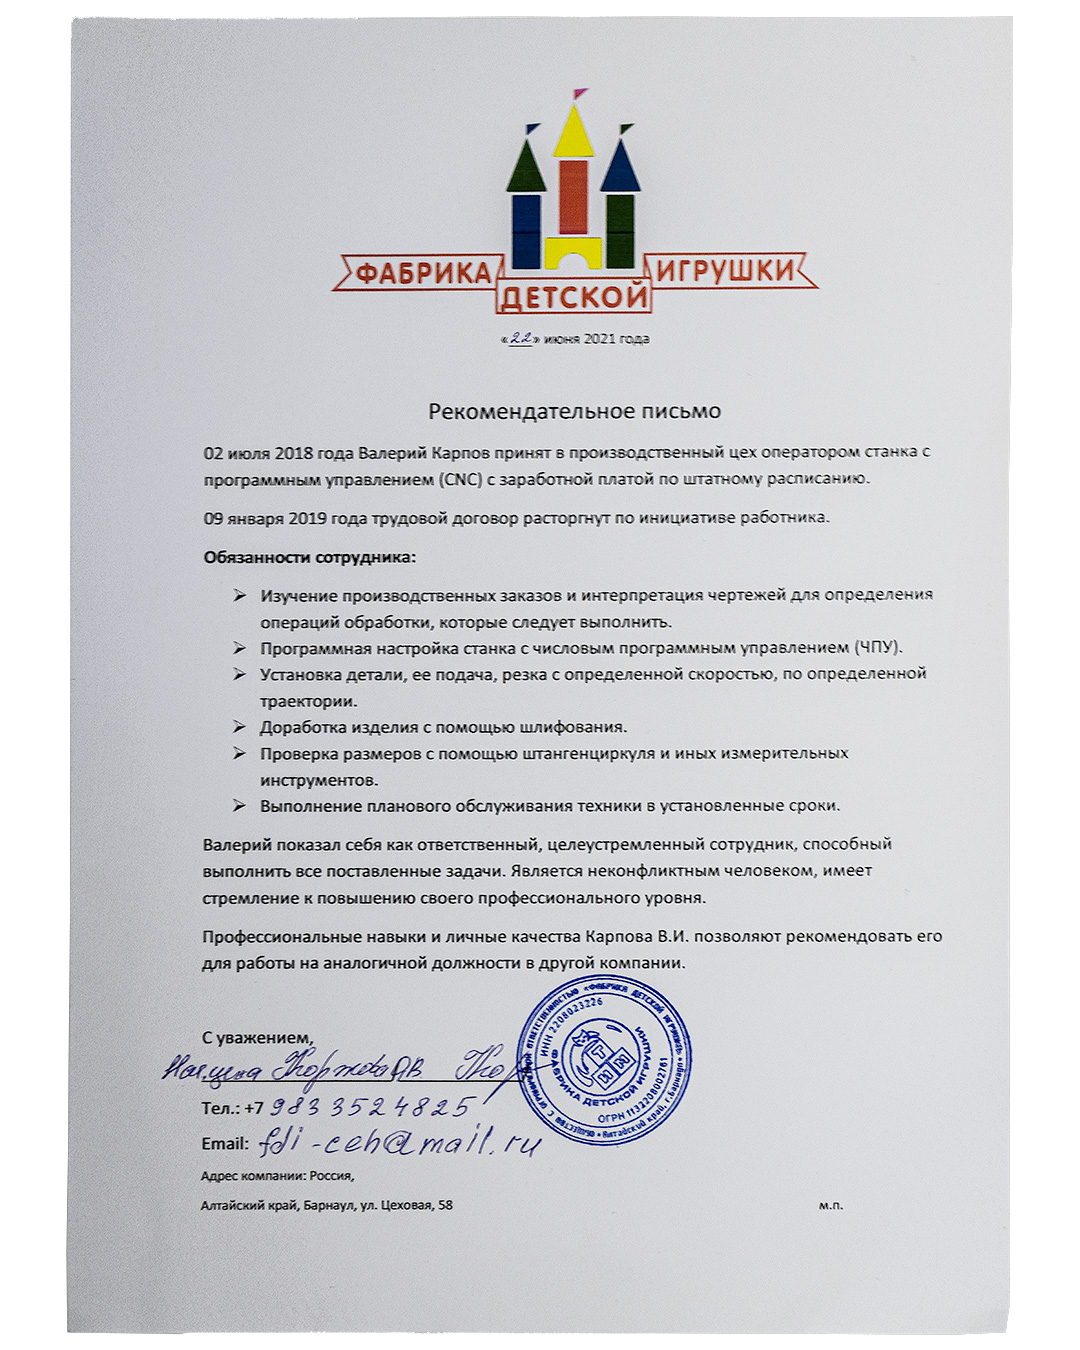 ФАБРИКА ДЕТСКОЙ ИГРУШКИ
«22» июня 2021 года
Рекомендательное письмо
02 июля 2018 года Валерий Карпов принят в производственный цех оператором станка с
программным управлением (CNC) с заработной платой по штатному расписанию.
09 января 2019 года трудовой договор расторгнут по инициативе работника.
Обязанности сотрудника:
➢ Изучение производственных заказов и интерпретация чертежей для определения
операций обработки, которые следует выполнить.
➢ Программная настройка станка с числовым программным управлением (ЧПУ).
➢ Установка детали, ее подача, резка с определенной скоростью, по определенной
траектории.
➢ Доработка изделия с помощью шлифования.
➢ Проверка размеров с помощью штангенциркуля и иных измерительных
инструментов.
➢ Выполнение планового обслуживания техники в установленные сроки.
Валерий показал себя как ответственный, целеустремленный сотрудник, способный
выполнить все поставленные задачи. Является неконфликтным человеком, имеет
стремление к повышению своего профессионального уровня.
Профессиональные навыки и личные качества Карпова В.И. позволяют рекомендовать его
для работы на аналогичной должности в другой компании.
С уважением,
Нач.цеха
Тел.: +7 983 3524825
Email: fdi-ceh@mail.ru
Адрес компании: Россия,
Алтайский край, Барнаул, ул. Цеховая, 58
м.п.
ОБЩЕСТВО С ОГРАНИЧЕННОЙ ОТВЕТСТВЕННОСТЬЮ «ФАБРИКА ДЕТСКОЙ ИГРУШКИ»
Алтайский край, г.Барнаул
ИНН 2208023226
ОГРН 1132208002761
ФАБРИКА ДЕТСКОЙ ИГРУШКИ